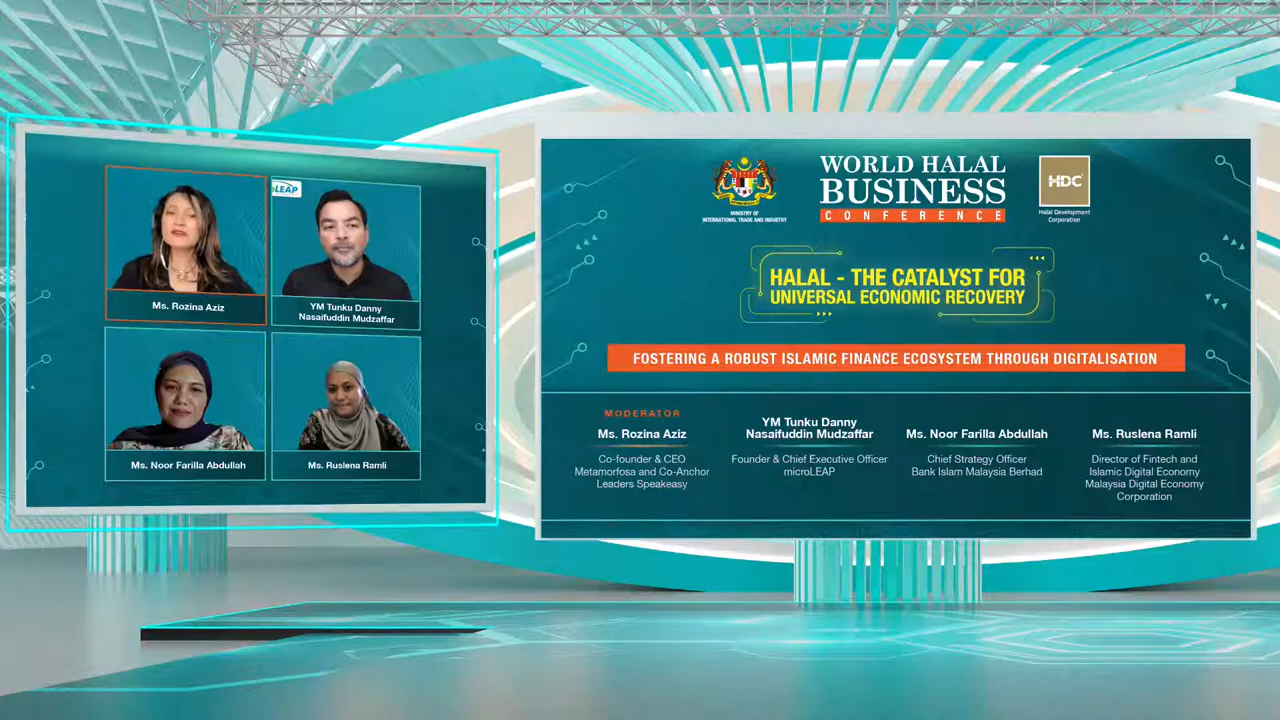 LEAP
Ms. Rozina Aziz
YM Tunku Danny
Nasaifuddin Mudzaffar
Ms. Noor Farilla Abdullah
Ms. Ruslena Ramli
MINISTRY OF
INTERNATIONAL TRADE AND INDUSTRY
WORLD HALAL
BUSINESS
CONFERENCE
HDC
Halal Development
Corporation
HALAL - THE CATALYST FOR
UNIVERSAL ECONOMIC RECOVERY
FOSTERING A ROBUST ISLAMIC FINANCE ECOSYSTEM THROUGH DIGITALISATION
MODERATOR
Ms. Rozina Aziz
Co-founder & CEO
Metamorfosa and Co-Anchor
Leaders Speakeasy
YM Tunku Danny
Nasaifuddin Mudzaffar
Founder & Chief Executive Officer
microLEAP
Ms. Noor Farilla Abdullah
Chief Strategy Officer
Bank Islam Malaysia Berhad
Ms. Ruslena Ramli
Director of Fintech and
Islamic Digital Economy
Malaysia Digital Economy
Corporation